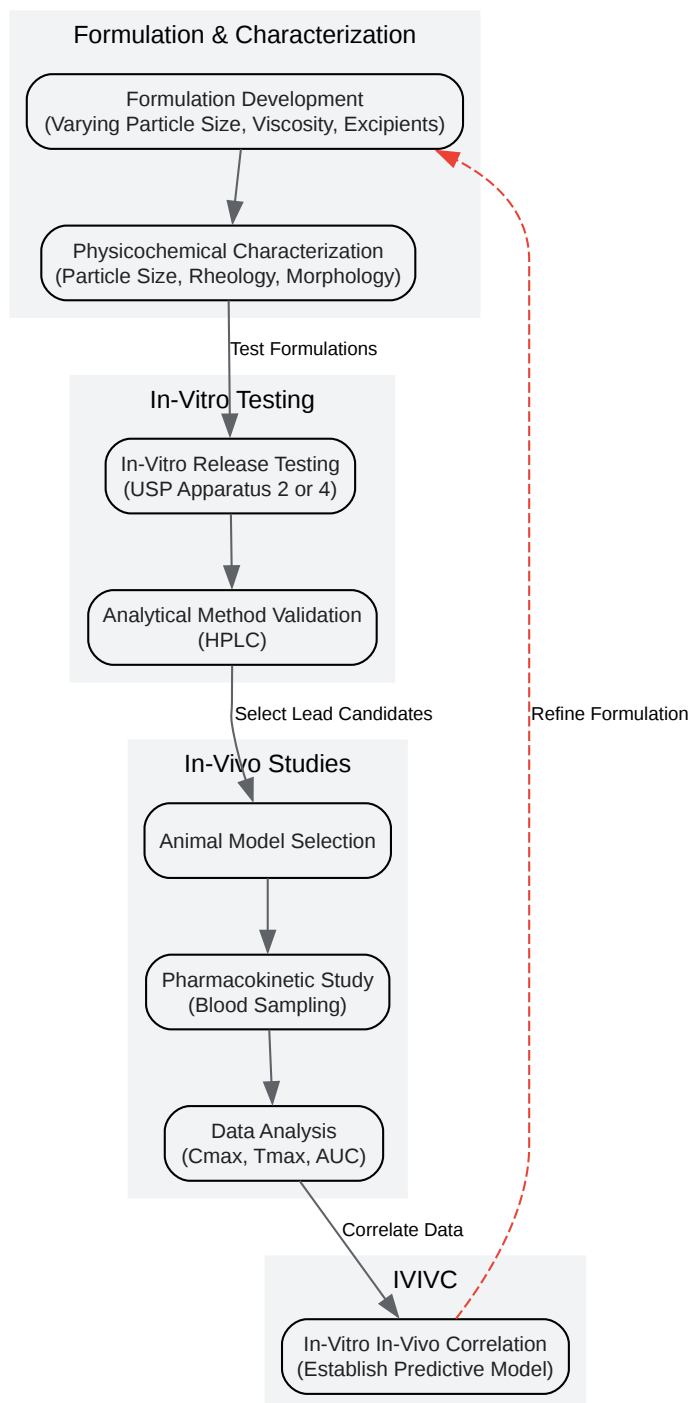 Formulation & Characterization
Formulation Development
(Varying Particle Size, Viscosity, Excipients)
Physicochemical Characterization
(Particle Size, Rheology, Morphology)
Test Formulations
In-Vitro Testing
In-Vitro Release Testing
(USP Apparatus 2 or 4)
Analytical Method Validation
(HPLC)
Select Lead Candidates
Refine Formulation
In-Vivo Studies
Animal Model Selection
Pharmacokinetic Study
(Blood Sampling)
Data Analysis
(Cmax, Tmax, AUC)
Correlate Data
IVIVC
In-Vitro In-Vivo Correlation
(Establish Predictive Model)